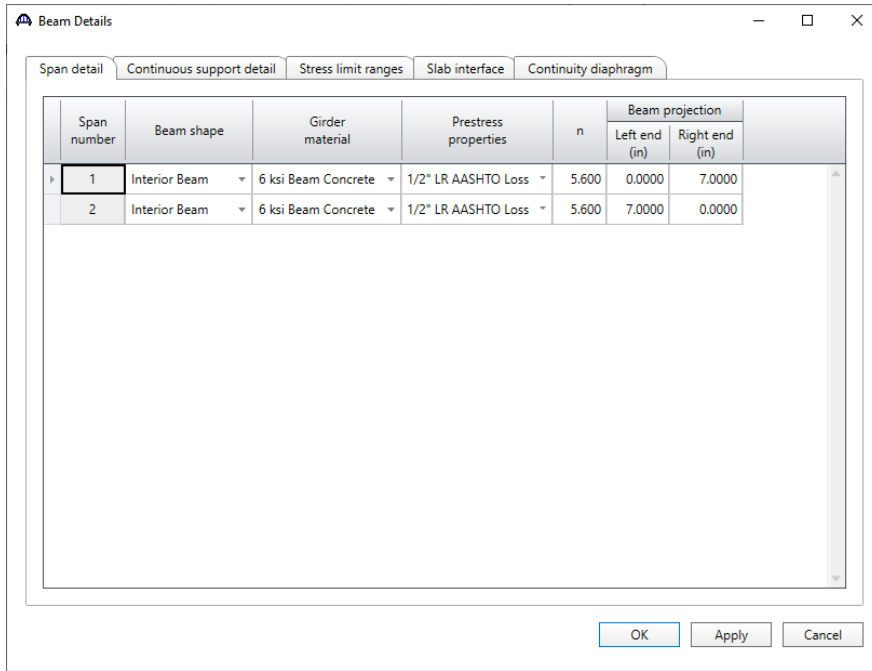 Beam Details
Span detail Continuous support detail Stress limit ranges Slab interface Continuity diaphragm
Span number Beam shape Girder material Prestress properties n Beam projection
Left end (in) Right end (in)
1 Interior Beam 6 ksi Beam Concrete 1/2" LR AASHTO Loss 5.600 0.0000 7.0000
2 Interior Beam 6 ksi Beam Concrete 1/2" LR AASHTO Loss 5.600 7.0000 0.0000
OK Apply Cancel